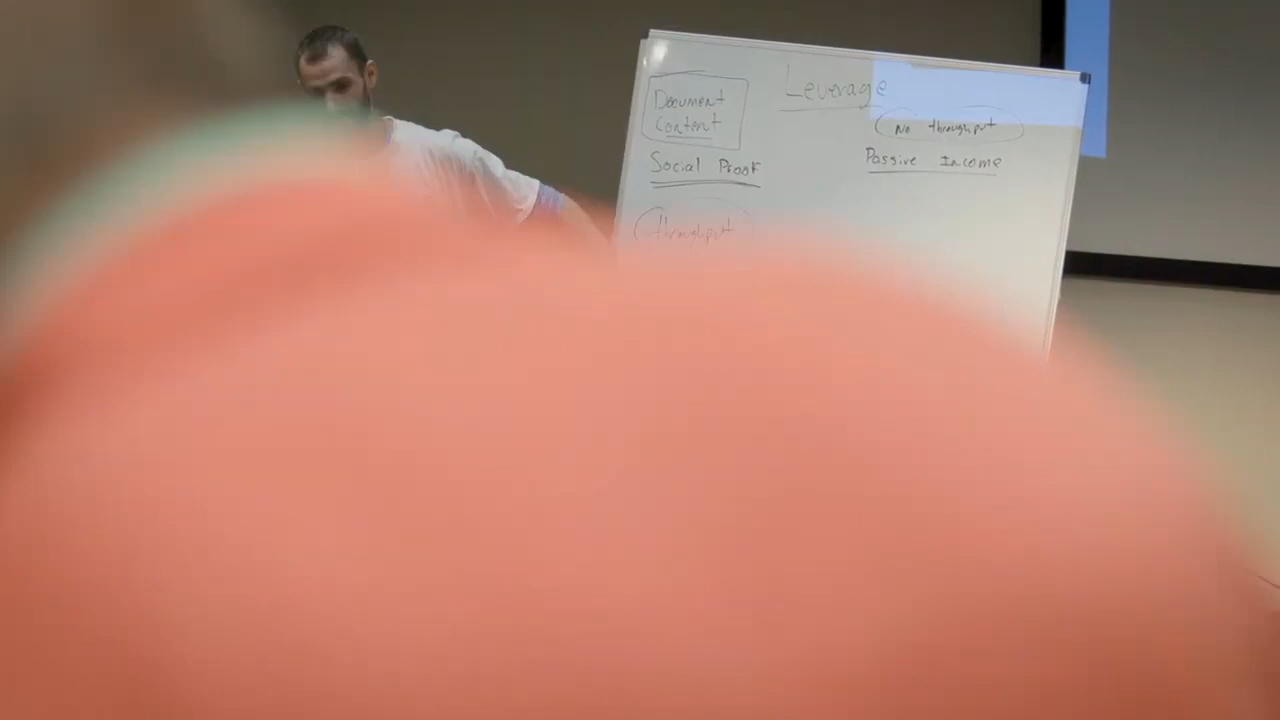 Leverage
Document
Content
Social Proof
throughput
No throughput
Passive Income